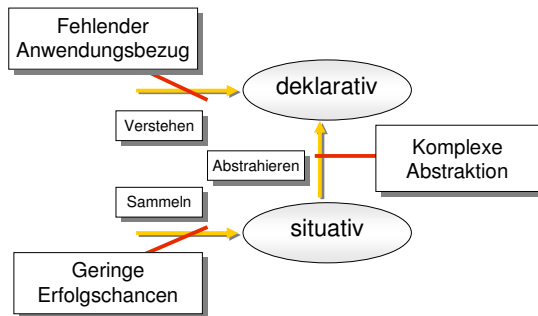 Fehlender
Anwendungsbezug
deklarativ
Verstehen
Abstrahieren
Komplexe
Abstraktion
Sammeln
situativ
Geringe
Erfolgschancen